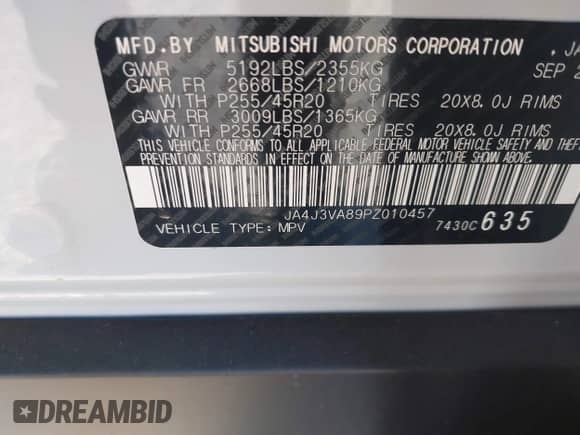 MFD.BY MITSUBISHI MOTORS CORPORATION .JA
GVWR 5192LBS/2355KG SEP 2
GAWR FR 2668LBS/1210KG
WITH P255/45R20 TIRES 20X8.0J RIMS
GAWR RR 3009LBS/1365KG
WITH P255/45R20 TIRES 20X8.0J RIMS
THIS VEHICLE CONFORMS TO ALL APPLICABLE FEDERAL MOTOR VEHICLE SAFETY AND THEFT
PREVENTION STANDARDS IN EFFECT ON THE DATE OF MANUFACTURE SHOWN ABOVE.
JA4J3VA89PZ010457
VEHICLE TYPE:MPV 7430C 635
DREAMBID